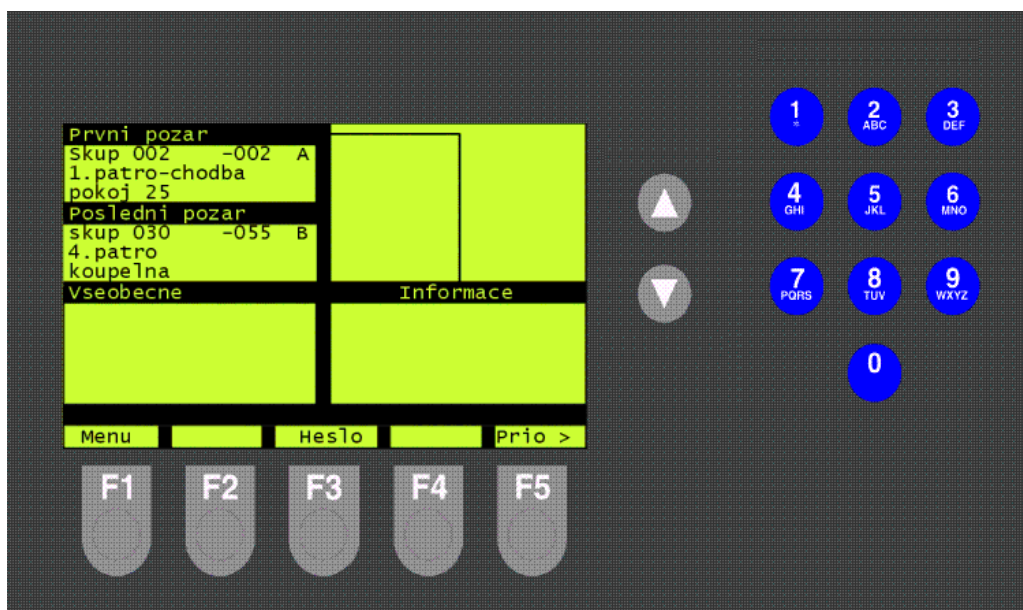 Prvni pozar
Skup 002 -002 A
1.patro-chodba
pokoj 25
Posledni pozar
skup 030 -055 B
4.patro
koupelna
Vseobecne
Informace
Menu Heslo Prio >
F1 F2 F3 F4 F5
1 2 3
ABC DEF
4 5 6
GHI JKL MNO
7 8 9
PQRS TUV WXYZ
0